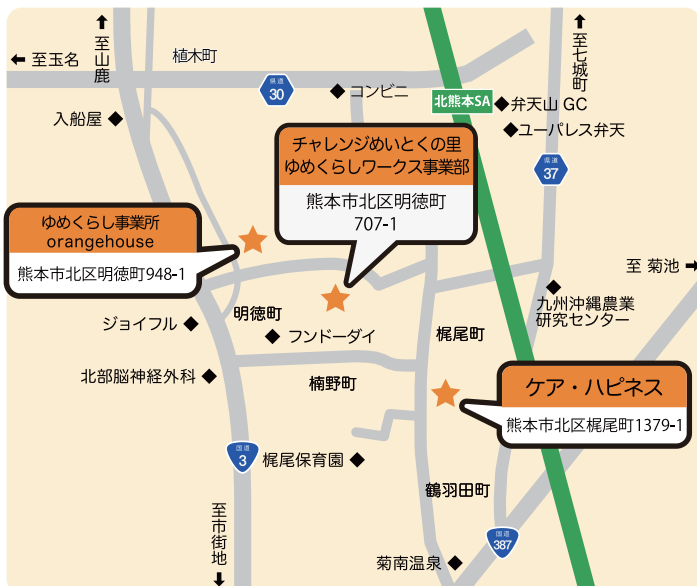 至山鹿
至玉名
植木町
県道
30
コンビニ
至七城町
北熊本SA
弁天山 GC
ユーパレス弁天
入船屋
チャレンジめいとくの里
ゆめくらしワークス事業部
熊本市北区明徳町
707-1
県道
37
ゆめくらし事業所
orangehouse
熊本市北区明徳町948-1
至 菊池
九州沖縄農業
研究センター
ジョイフル
明徳町
フンドーダイ
梶尾町
北部脳神経外科
楠野町
ケア・ハピネス
熊本市北区梶尾町1379-1
国道
3
梶尾保育園
鶴羽田町
至市街地
国道
387
菊南温泉